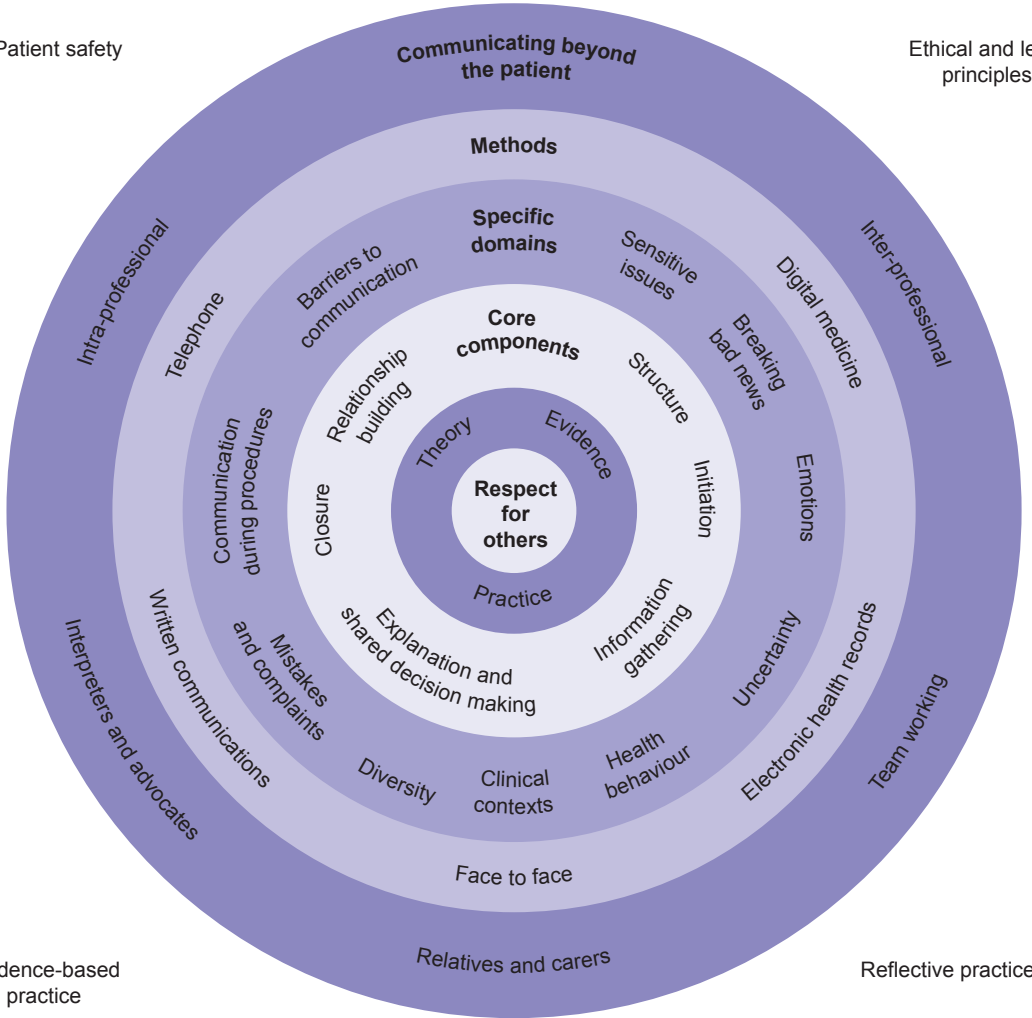 Patient safety
Communicating beyond
the patient
principles
Methods
Specific
domains
Barriers to
communication
Sensitive
issues
Intra-professional
Telephone
Digital medicine
Inter-professional
Breaking
bad news
Core
components
Relationship
building
Structure
Theory
Evidence
Communication
during procedures
Closure
Respect
for
others
Initiation
Emotions
Practice
Explanation and
shared decision making
Information
gathering
Uncertainty
Mistakes
and complaints
Written communications
Electronic health records
Interpreters and advocates
Team working
Diversity
Clinical
contexts
Health
behaviour
Face to face
Relatives and carers
practice
Reflective practice
Ethical and